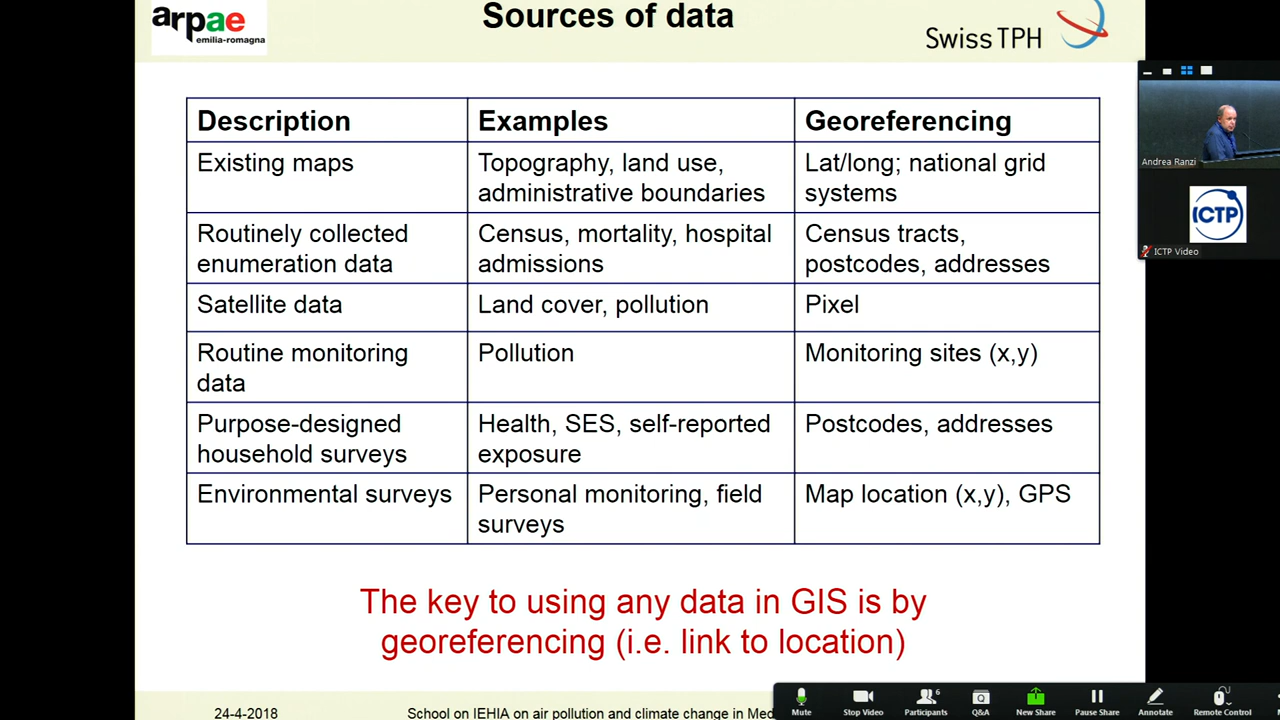 arpae
emilia-romagna
Sources of data
Swiss TPH
Description
Examples
Georeferencing
Existing maps
Topography, land use,
administrative boundaries
Lat/long; national grid
systems
Routinely collected
enumeration data
Census, mortality, hospital
admissions
Census tracts,
postcodes, addresses
Satellite data
Land cover, pollution
Pixel
Routine monitoring
data
Pollution
Monitoring sites (x,y)
Purpose-designed
household surveys
Health, SES, self-reported
exposure
Postcodes, addresses
Environmental surveys
Personal monitoring, field
surveys
Map location (x,y), GPS
The key to using any data in GIS is by
georeferencing (i.e. link to location)
24-4-2018
School on IEHIA on air pollution and climate change in Med
Andrea Ranzi
ICTP
ICTP Video
Mute
Stop Video
6
Participants
Q&A
New Share
Pause Share
Annotate
Remote Control